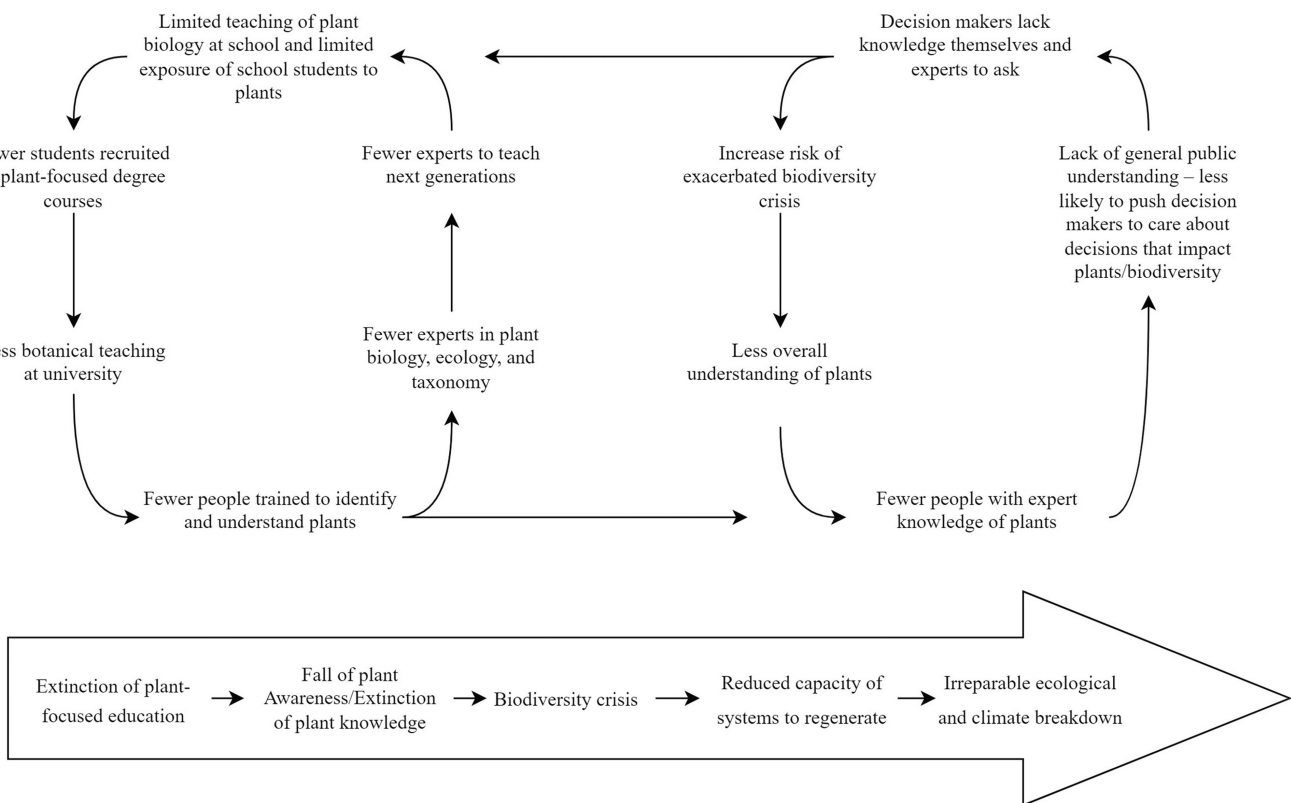 Limited teaching of plant
biology at school and limited
exposure of school students to
plants
Decision makers lack
knowledge themselves and
experts to ask
students recruited
plant-focused degree
courses
Fewer experts to teach
next generations
Increase risk of
exacerbated biodiversity
crisis
Lack of general public
understanding – less
likely to push decision
makers to care about
decisions that impact
plants/biodiversity
botanical teaching
at university
Fewer experts in plant
biology, ecology, and
taxonomy
Less overall
understanding of plants
Fewer people trained to identify
and understand plants
Fewer people with expert
knowledge of plants
Extinction of plant-
focused education
Fall of plant
Awareness/Extinction
of plant knowledge
Biodiversity crisis
Reduced capacity of
systems to regenerate
Irreparable ecological
and climate breakdown